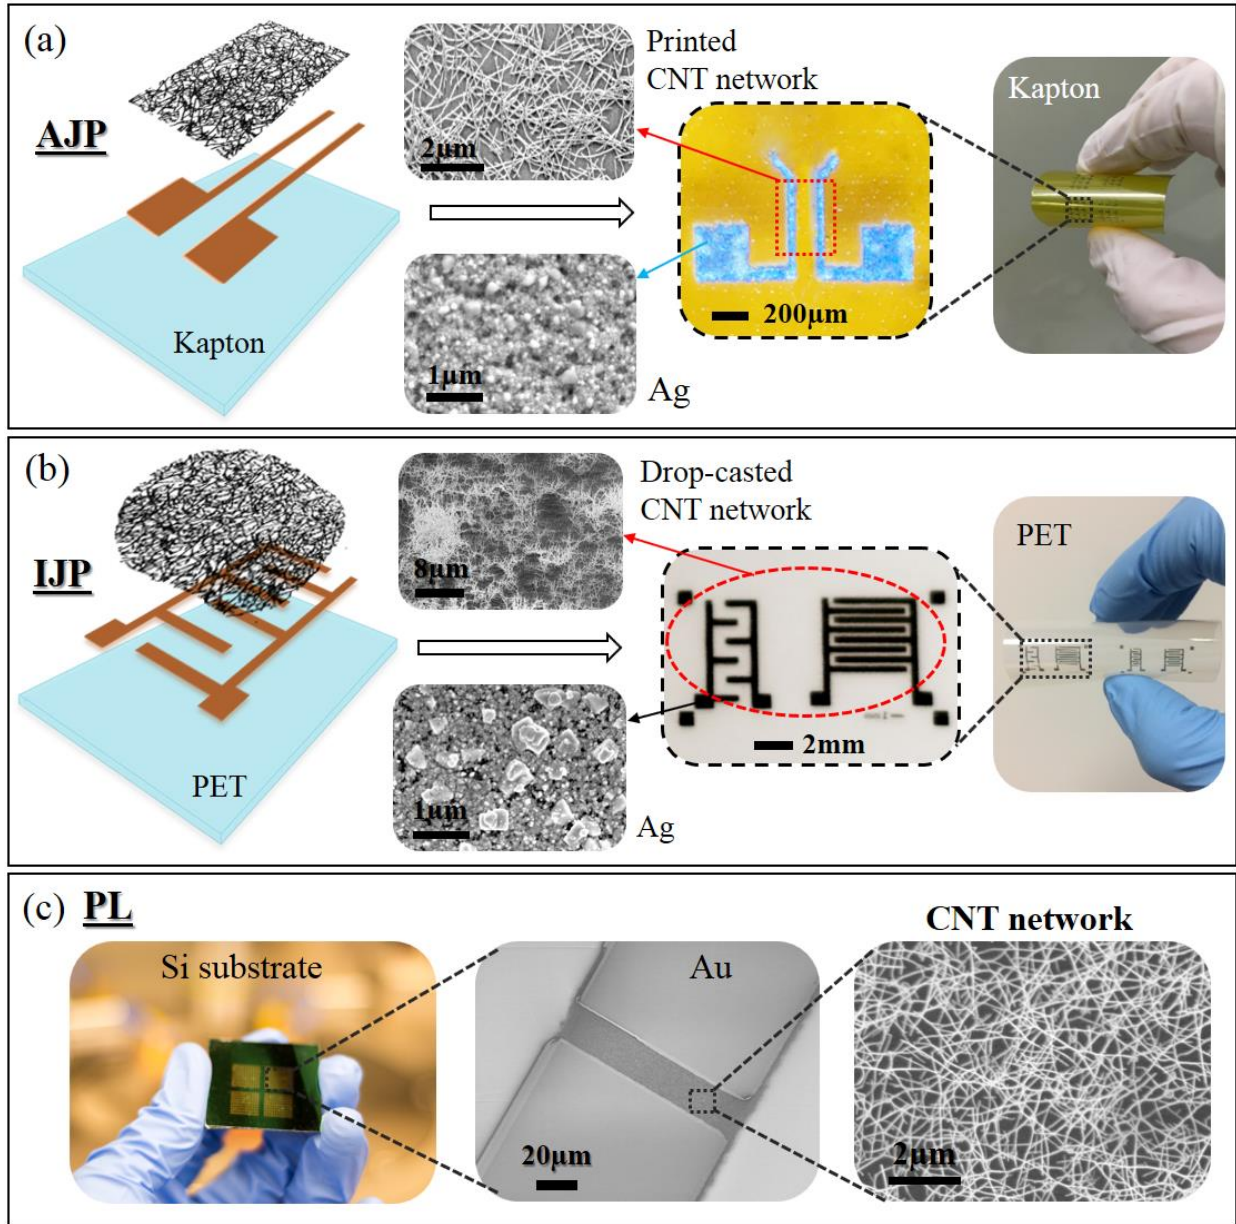 (a)
AJP
Kapton
2µm
1µm
Printed
CNT network
Ag
200µm
Kapton
(b)
IJP
PET
8µm
1µm
Drop-casted
CNT network
Ag
2mm
PET
(c) PL
Si substrate
Au
20µm
CNT network
2µm